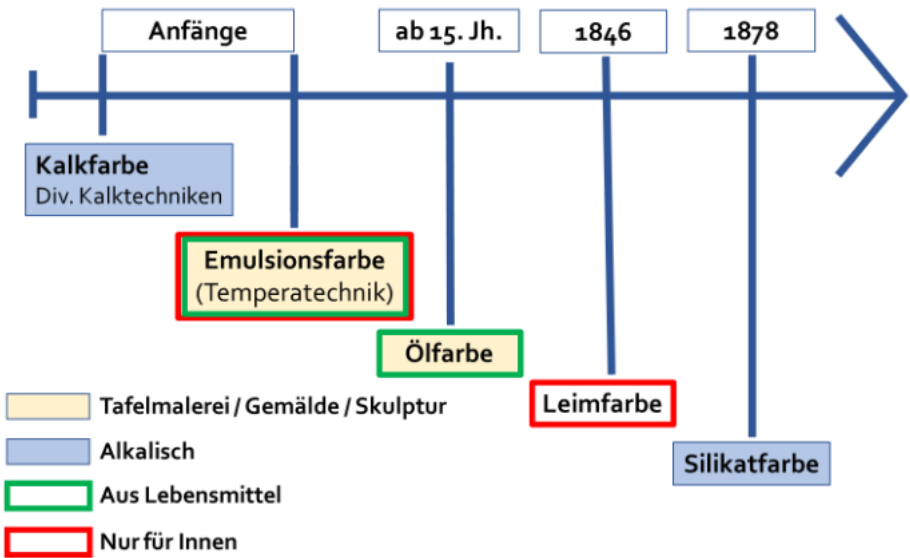 Anfänge
ab 15. Jh.
1846
1878
Kalkfarbe
Div. Kalktechniken
Emulsionsfarbe
(Temperatechnik)
Ölfarbe
Leimfarbe
Silikatfarbe
Tafelmalerei / Gemälde / Skulptur
Alkalisch
Aus Lebensmittel
Nur für Innen